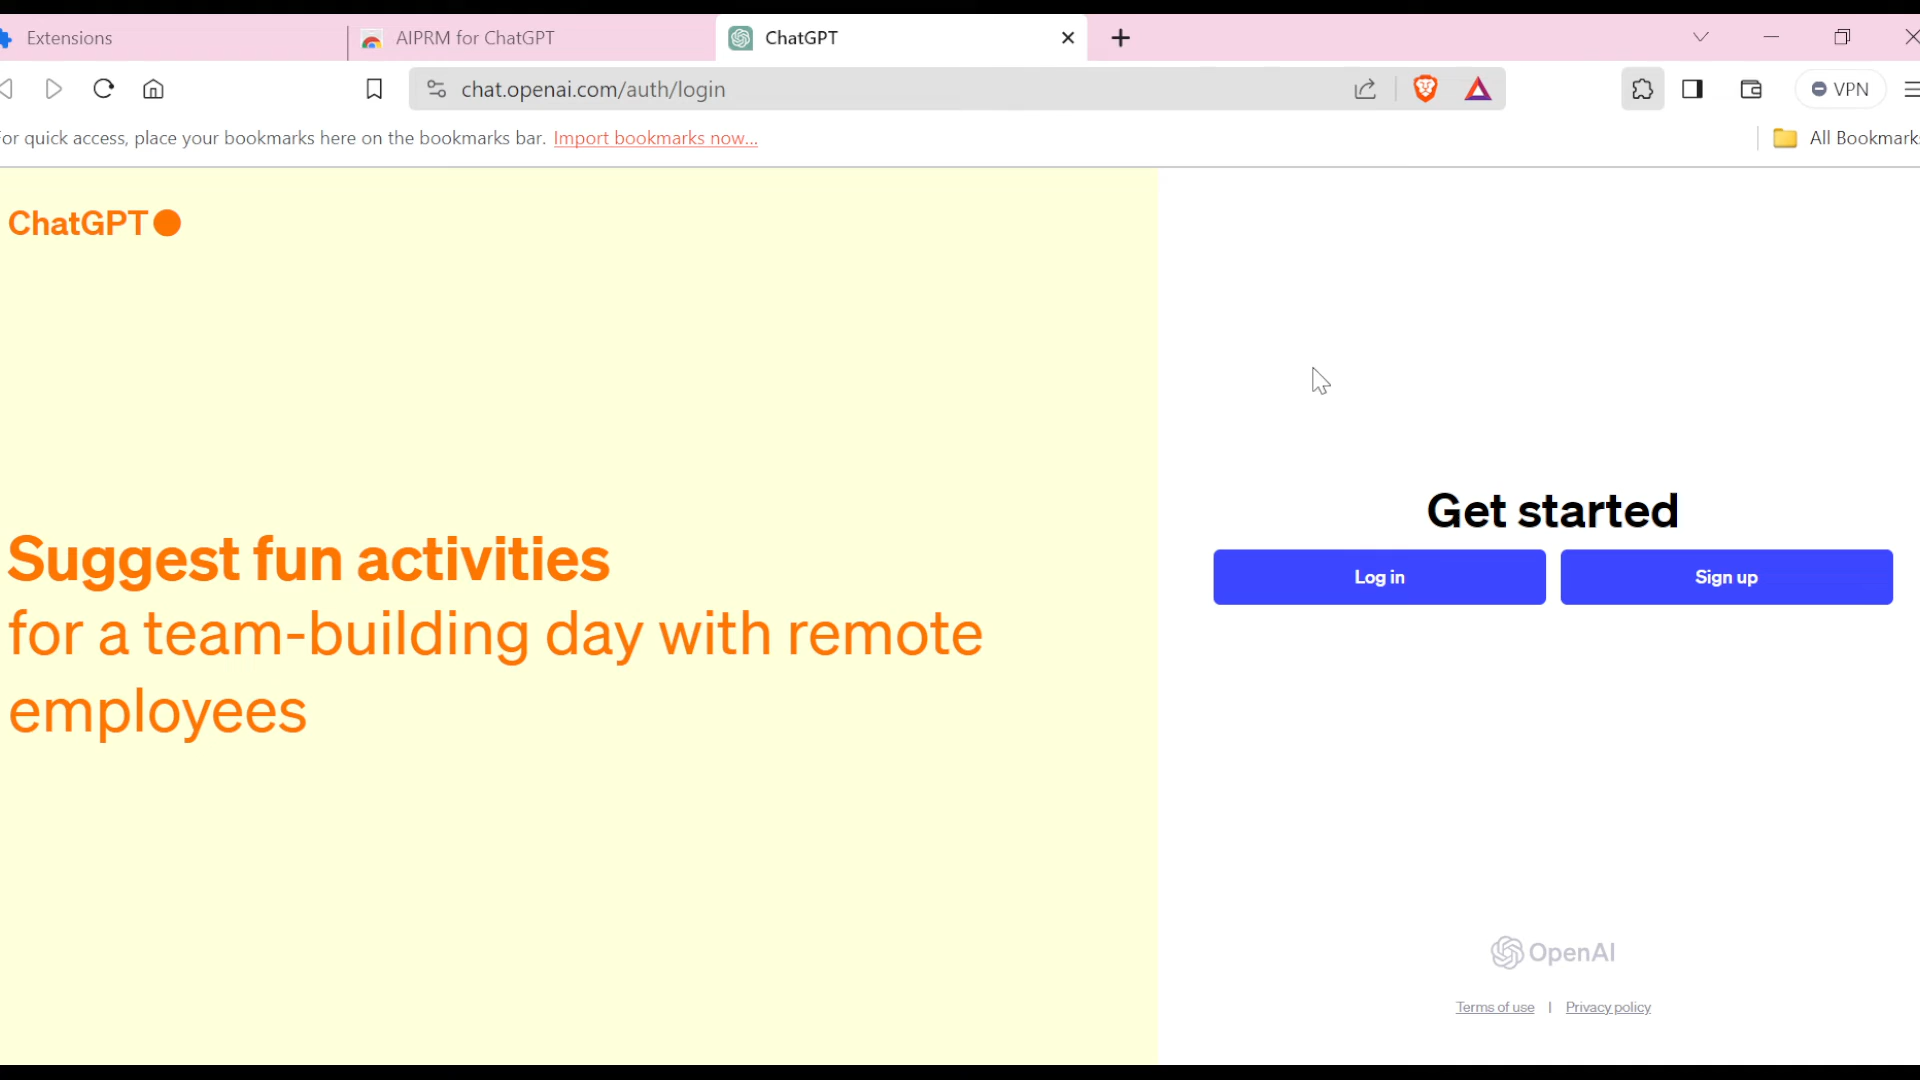 Extensions
AIPRM for ChatGPT
ChatGPT
chat.openai.com/auth/login
VPN
or quick access, place your bookmarks here on the bookmarks bar. Import bookmarks now...
All Bookmarks
ChatGPT
Suggest fun activities
for a team-building day with remote
employees
Get started
Log in
Sign up
OpenAI
Terms of use | Privacy policy